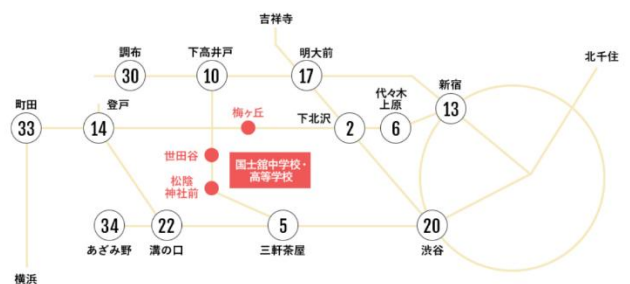 吉祥寺
調布
下高井戸
明大前
北千住
30
10
17
代々木
上原
新宿
町田
登戸
梅ヶ丘
下北沢
13
33
14
2
6
世田谷
国士舘中学校・
高等学校
松陰
神社前
34
22
5
20
あざみ野
溝の口
三軒茶屋
渋谷
横浜